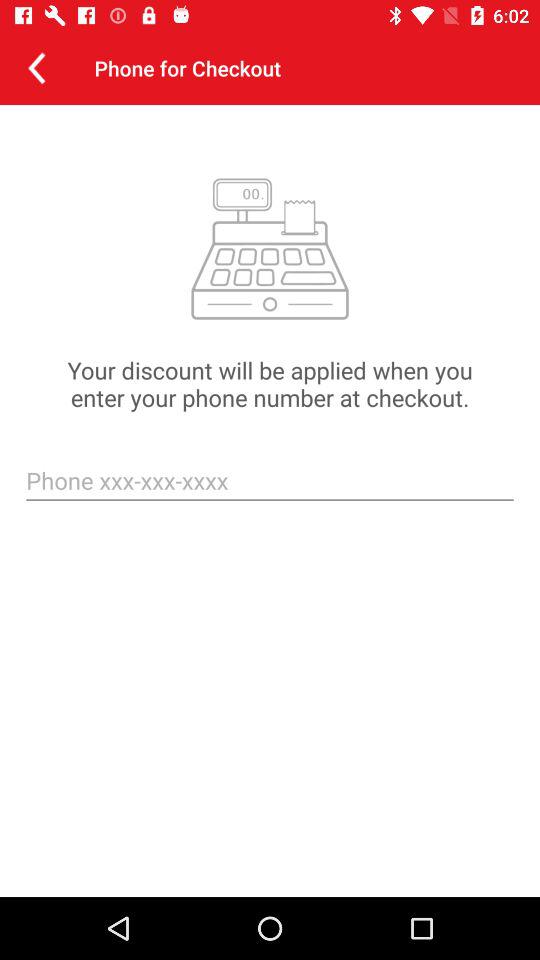 6:02
Phone for Checkout
00.
Your discount will be applied when you
enter your phone number at checkout.
Phone xxx-xxx-xxxx